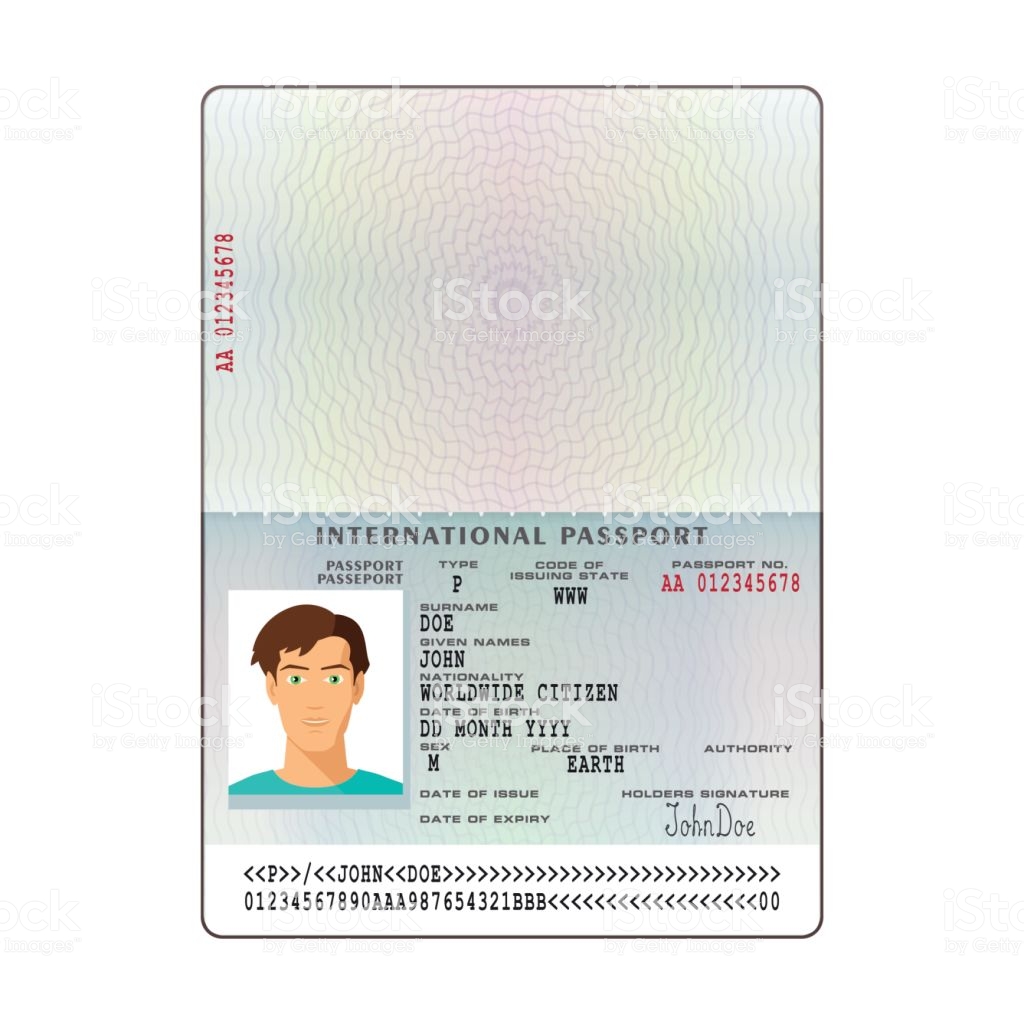 AA 012345678
INTERNATIONAL PASSPORT
PASSPORT
PASSEPORT
TYPE
P
CODE OF
ISSUING STATE
WWW
PASSPORT NO.
AA 012345678
SURNAME
DOE
GIVEN NAMES
JOHN
NATIONALITY
WORLDWIDE CITIZEN
DATE OF BIRTH
DD MONTH YYYY
SEX
M
PLACE OF BIRTH
EARTH
AUTHORITY
DATE OF ISSUE
HOLDERS SIGNATURE
DATE OF EXPIRY
JohnDoe
<<P>>/<<JOHN<<DOE>>>>>>>>>>>>>>>>>>>>>>>>>>>>
01234567890AAA987654321BBB<<<<<<<<<<<<<<<<<<00
iStock
by Getty Images™